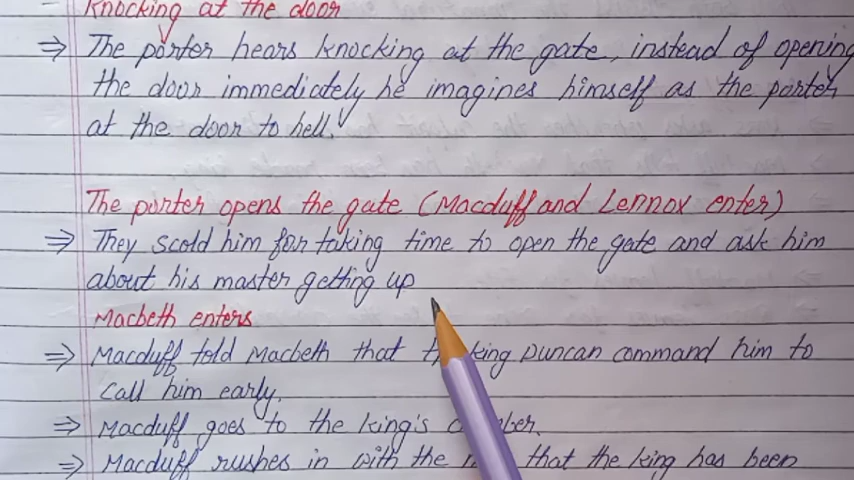 Knocking at the door
⇒ The porter hears knocking at the gate, instead of opening
the door immediately he imagines himself as the porter
at the door to hell.
The porter opens the gate (Macduff and Lennox enter)
⇒ They scold him for taking time to open the gate and ask him
about his master getting up
Macbeth enters
⇒ Macduff told Macbeth that king Duncan command him to
call him early.
⇒ Macduff goes to the king's
⇒ Macduff rushes in with the that the king has been